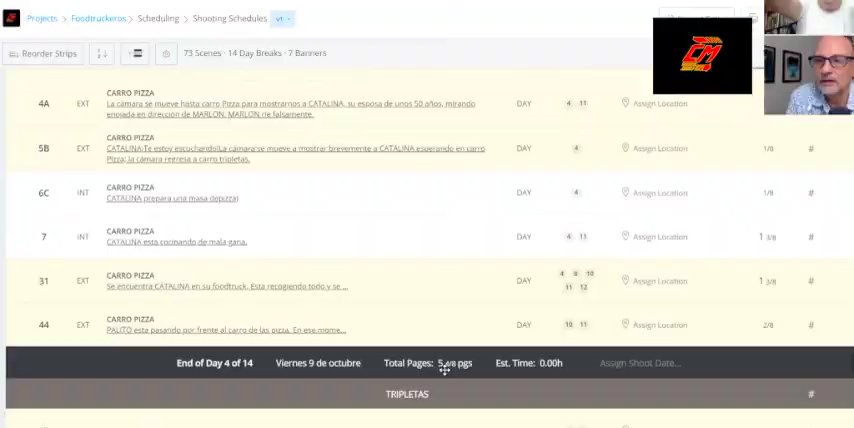 Projects > Foodtruckeros > Scheduling > Shooting Schedules v1
Reorder Strips 73 Scenes · 14 Day Breaks · 7 Banners
CM
4A EXT CARRO PIZZA DAY 4 11 Assign Location
La cámara se mueve hasta carro Pizza para mostrarnos a CATALINA, su esposa de unos 50 años, mirando
enojada en dirección de MARLON. MARLON ríe falsamente.
5B EXT CARRO PIZZA DAY 4 Assign Location 1/8 #
CATALINA¡Te estoy escuchando!La cámara se mueve a mostrar brevemente a CATALINA esperando en carro
Pizza; la cámara regresa a carro tripletas.
6C INT CARRO PIZZA DAY 4 Assign Location 1/8 #
CATALINA prepara una masa depizza)
7 INT CARRO PIZZA DAY 4 11 Assign Location 1 3/8 #
CATALINA esta cocinando de mala gana.
31 EXT CARRO PIZZA DAY 4 8 10 11 12 Assign Location 1 3/8 #
Se encuentra CATALINA en su foodtruck. Esta recogiendo todo y se ...
44 EXT CARRO PIZZA DAY 10 11 Assign Location 2/8 #
PALITO esta pasando por frente al carro de las pizza. En ese mome...
End of Day 4 of 14 Viernes 9 de octubre Total Pages: 5 4/8 pgs Est. Time: 0.00h Assign Shoot Date...
TRIPLETAS #